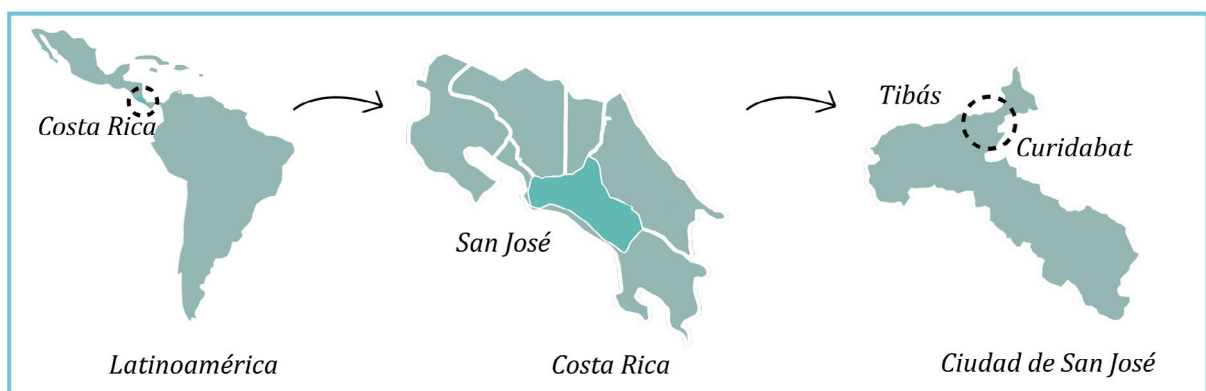 Costa Rica
San José
Tibás
Curidabat
Latinoamérica
Costa Rica
Ciudad de San José